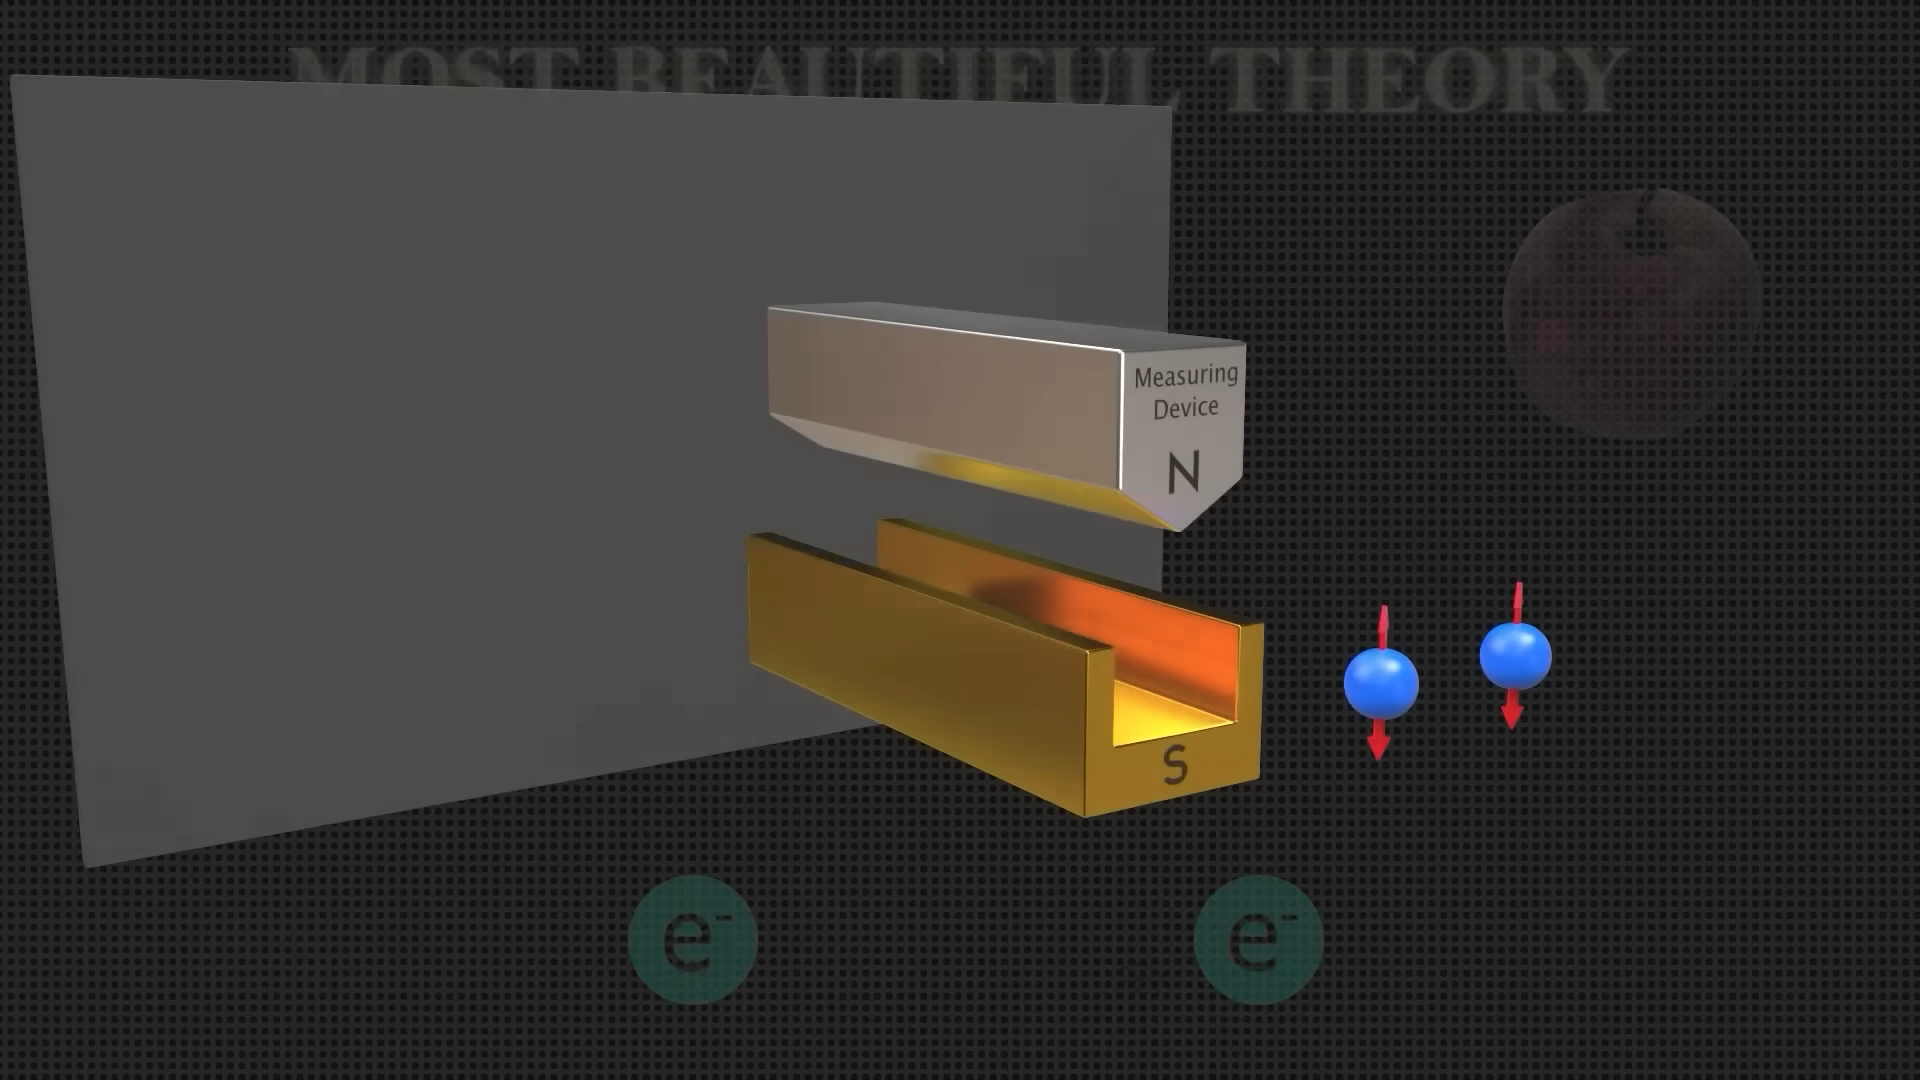 MOST BEAUTIFUL THEORY
Measuring
Device
N
S
e-
e-